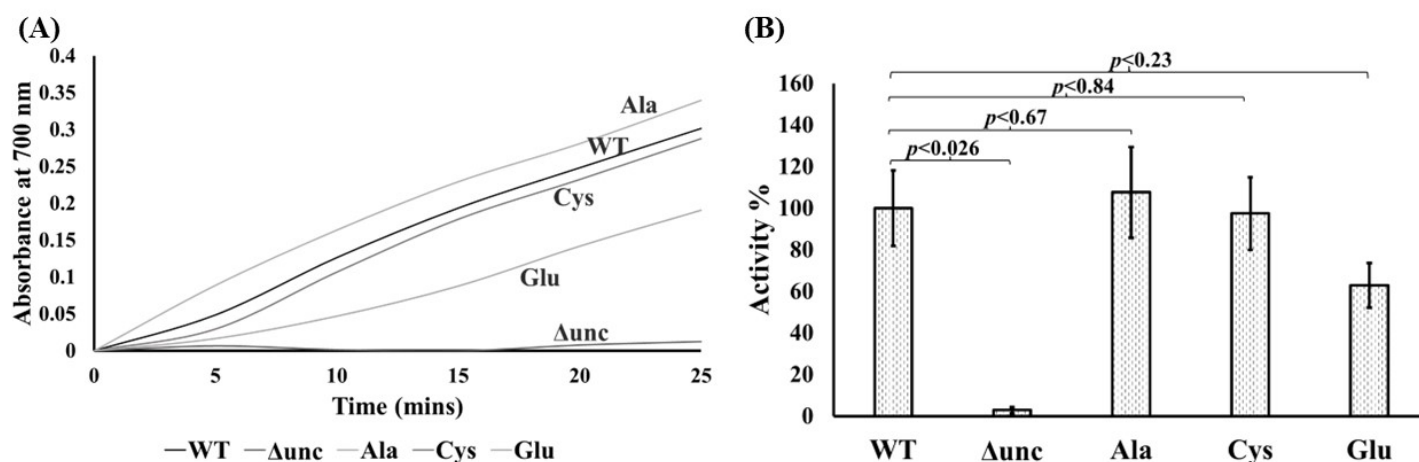 (A)
0.4
0.35
0.3
0.25
0.2
0.15
0.1
0.05
0
Absorbance at 700 nm
Ala
WT
Cys
Glu
Δunc
0 5 10 15 20 25
Time (mins)
WT Δunc Ala Cys Glu
(B)
p<0.23
p<0.84
p<0.67
p<0.026
160
140
120
100
80
60
40
20
0
Activity %
WT Δunc Ala Cys Glu